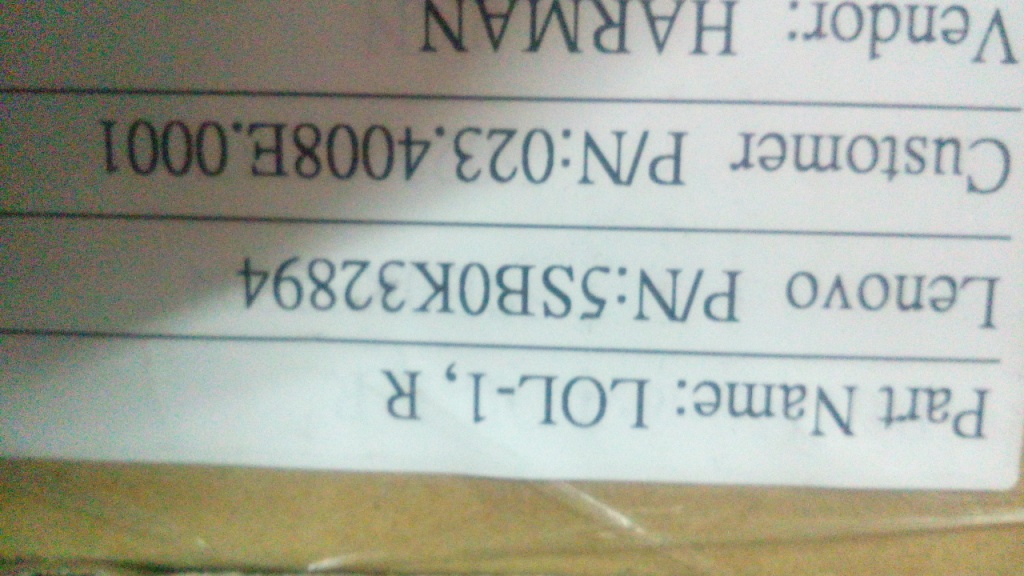 Part Name: LOL-1, R
Lenovo P/N:5SB0K32894
Customer P/N:023.4008E.0001
Vendor: HARMAN